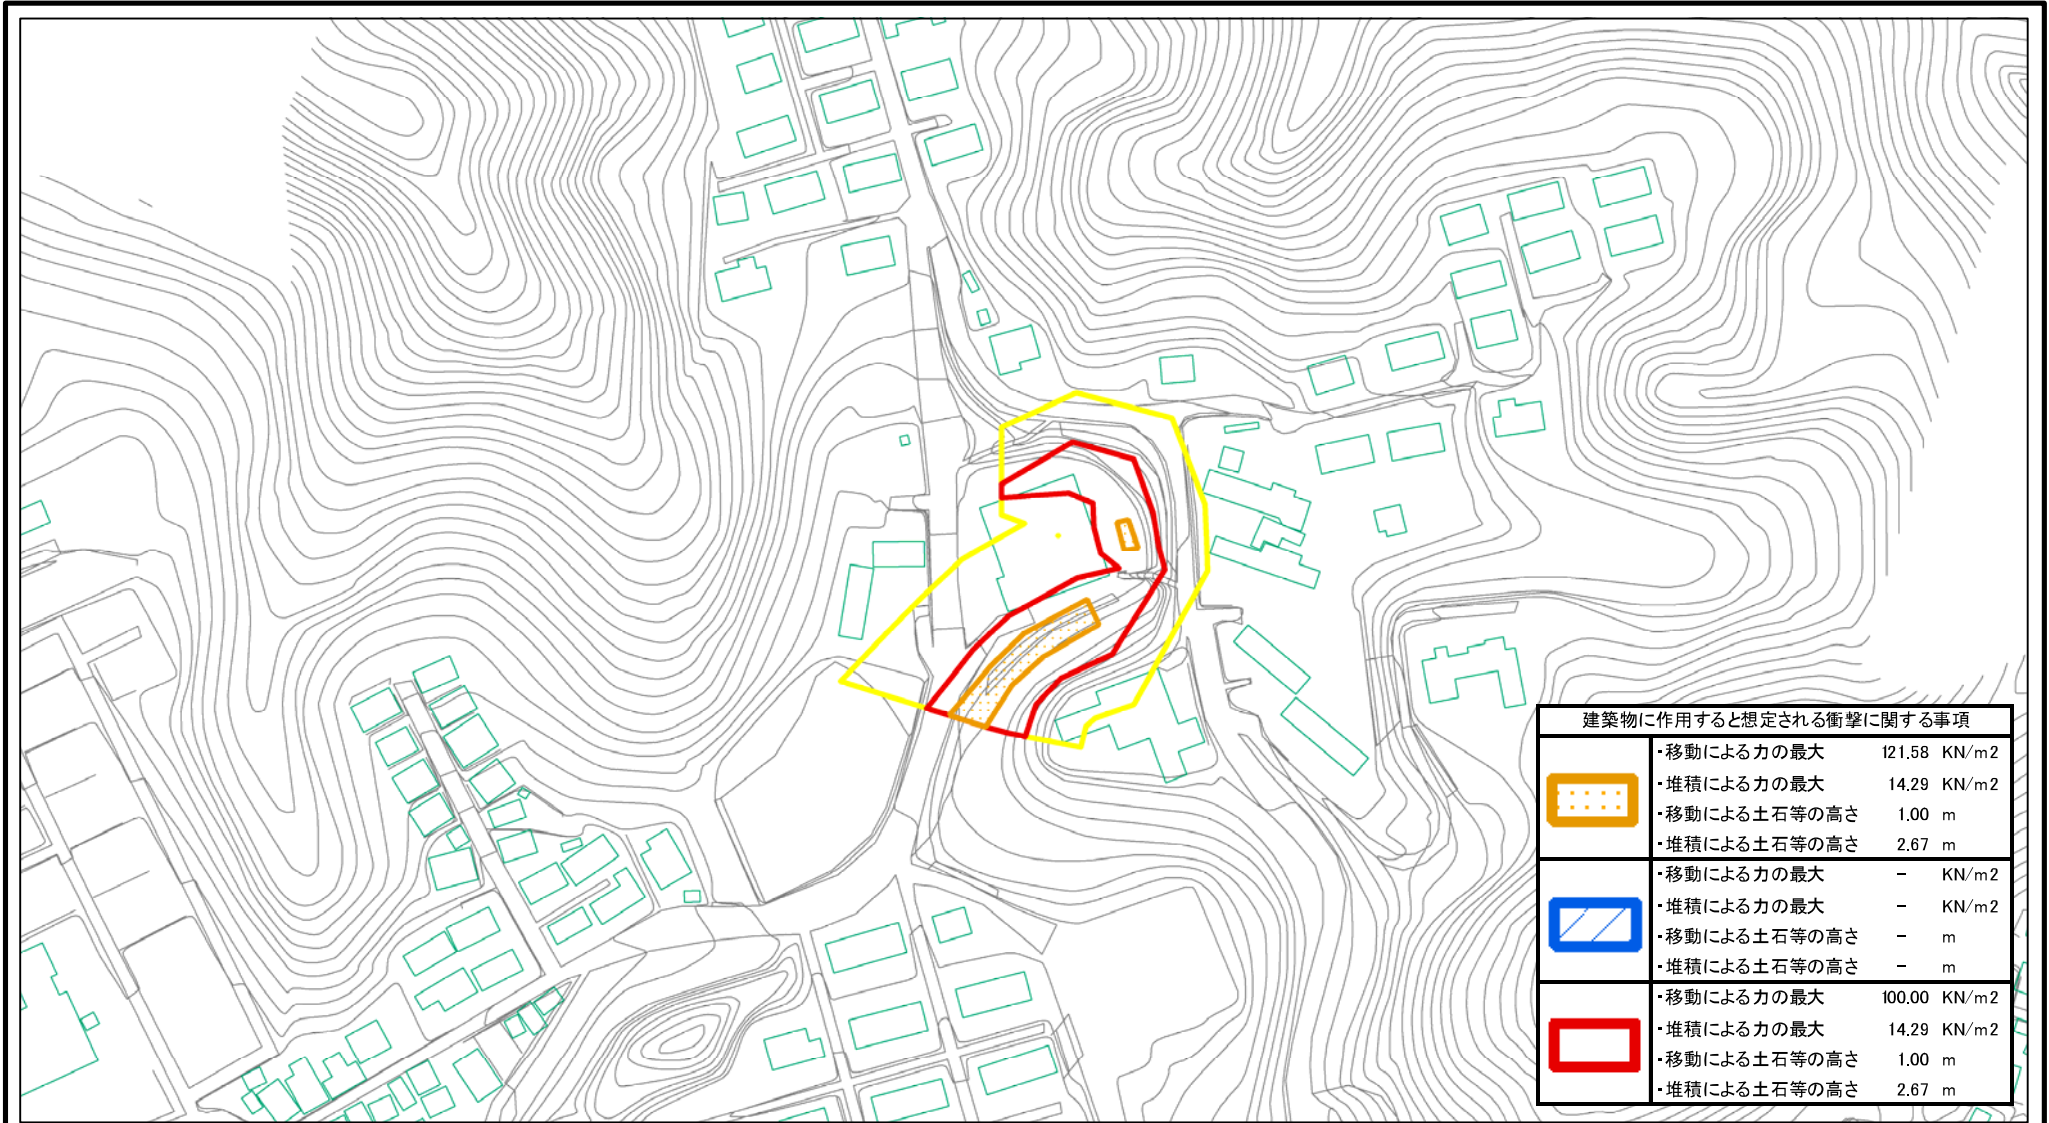 建築物に作用すると想定される衝撃に関する事項
・移動による力の最大 121.58 KN/m2
・堆積による力の最大 14.29 KN/m2
・移動による土石等の高さ 1.00 m
・堆積による土石等の高さ 2.67 m
・移動による力の最大 － KN/m2
・堆積による力の最大 － KN/m2
・移動による土石等の高さ － m
・堆積による土石等の高さ － m
・移動による力の最大 100.00 KN/m2
・堆積による力の最大 14.29 KN/m2
・移動による土石等の高さ 1.00 m
・堆積による土石等の高さ 2.67 m